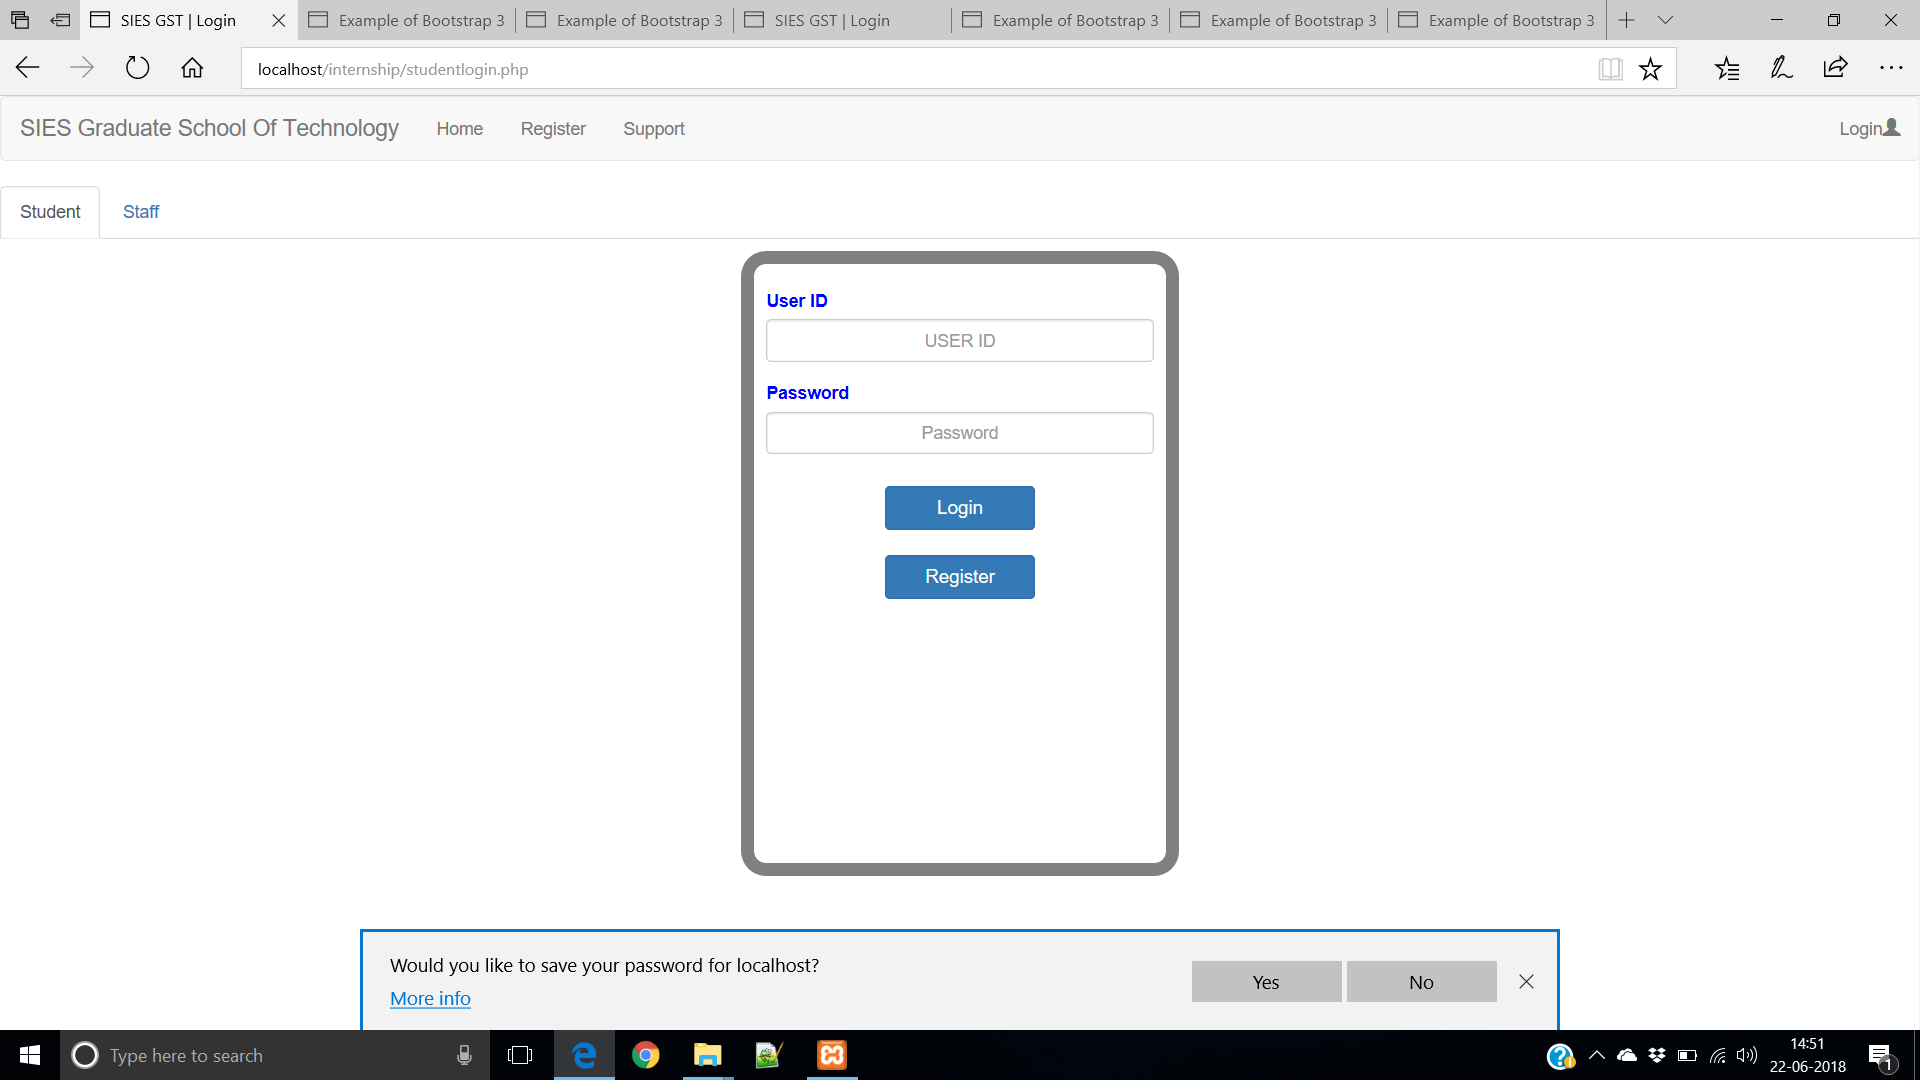 SIES GST | Login
Example of Bootstrap 3
Example of Bootstrap 3
SIES GST | Login
Example of Bootstrap 3
Example of Bootstrap 3
Example of Bootstrap 3
localhost/internship/studentlogin.php
SIES Graduate School Of Technology
Home
Register
Support
Login
Student
Staff
User ID
USER ID
Password
Password
Login
Register
Would you like to save your password for localhost?
More info
Yes
No
Type here to search
14:51
22-06-2018
1